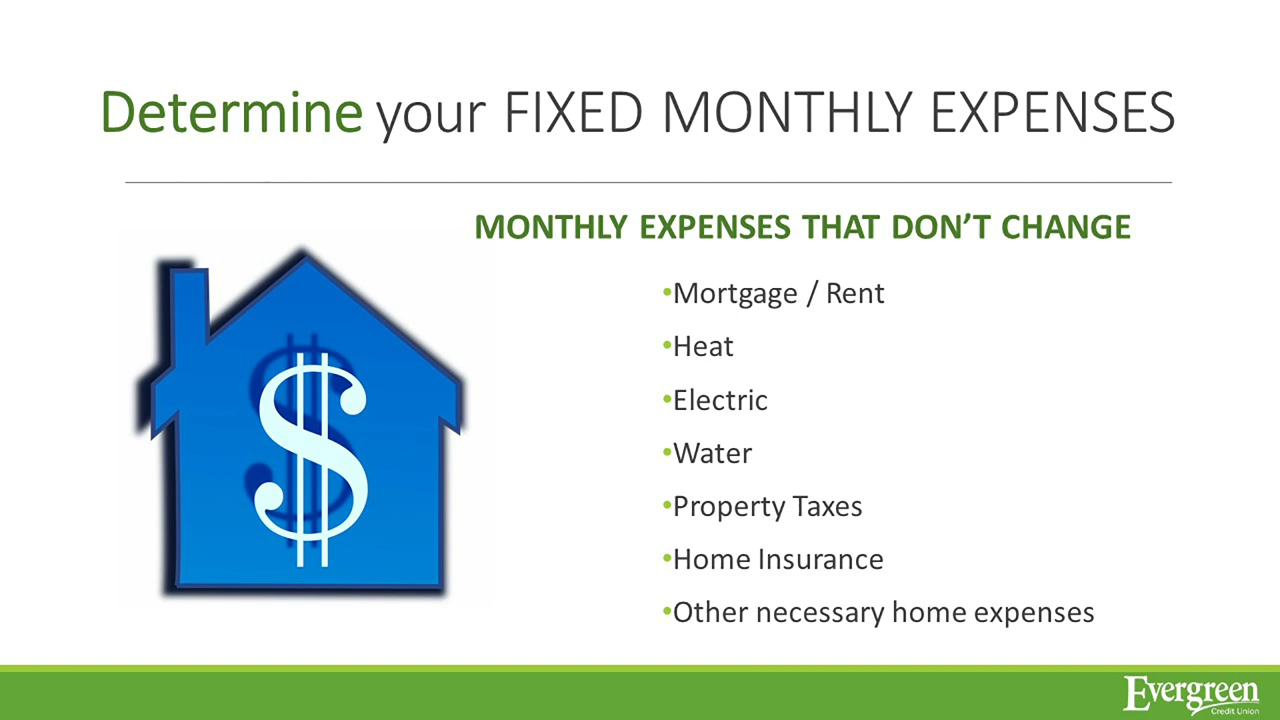 Determine your FIXED MONTHLY EXPENSES
MONTHLY EXPENSES THAT DON’T CHANGE
•Mortgage / Rent
•Heat
•Electric
•Water
•Property Taxes
•Home Insurance
•Other necessary home expenses
$
Evergreen
Credit Union